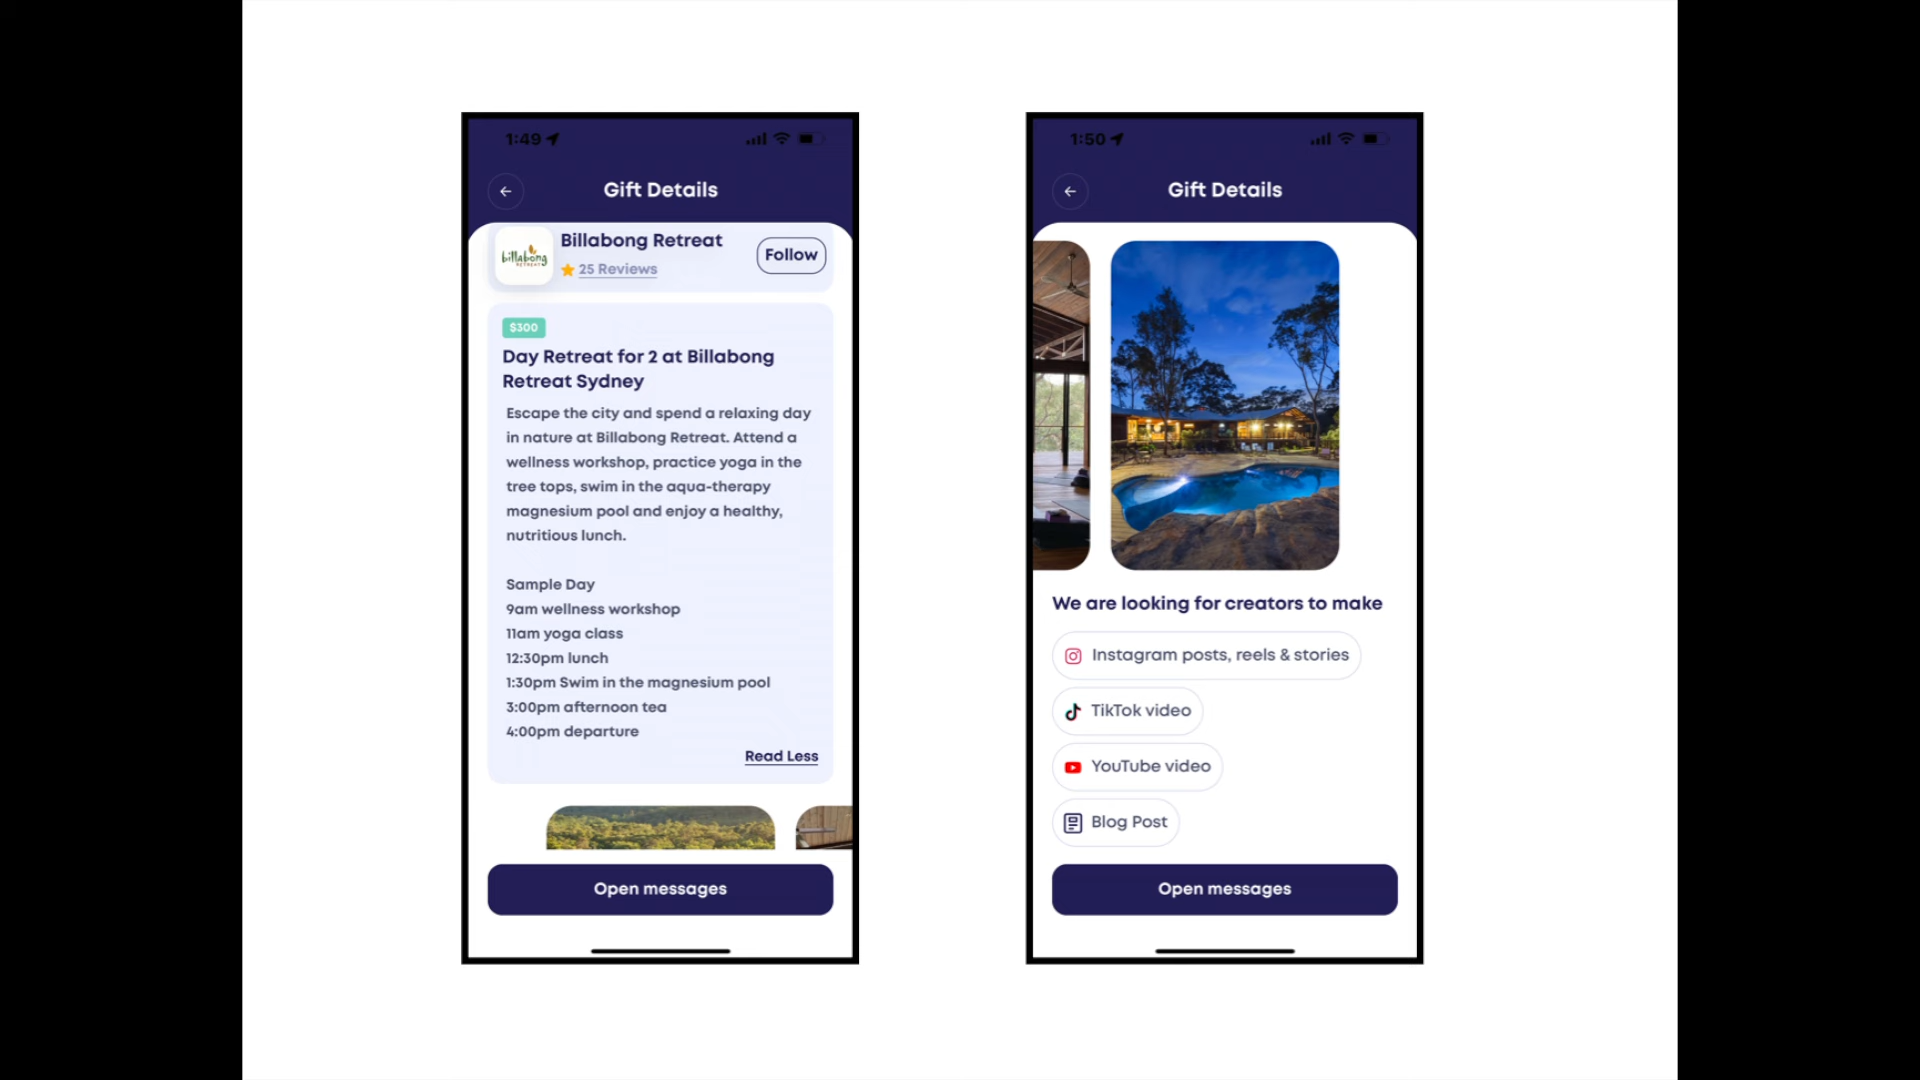 1:49
Gift Details
billabong
RETREAT
Billabong Retreat
25 Reviews
Follow
$300
Day Retreat for 2 at Billabong
Retreat Sydney
Escape the city and spend a relaxing day
in nature at Billabong Retreat. Attend a
wellness workshop, practice yoga in the
tree tops, swim in the aqua-therapy
magnesium pool and enjoy a healthy,
nutritious lunch.
Sample Day
9am wellness workshop
11am yoga class
12:30pm lunch
1:30pm Swim in the magnesium pool
3:00pm afternoon tea
4:00pm departure
Read Less
Open messages
1:50
Gift Details
We are looking for creators to make
Instagram posts, reels & stories
TikTok video
YouTube video
Blog Post
Open messages